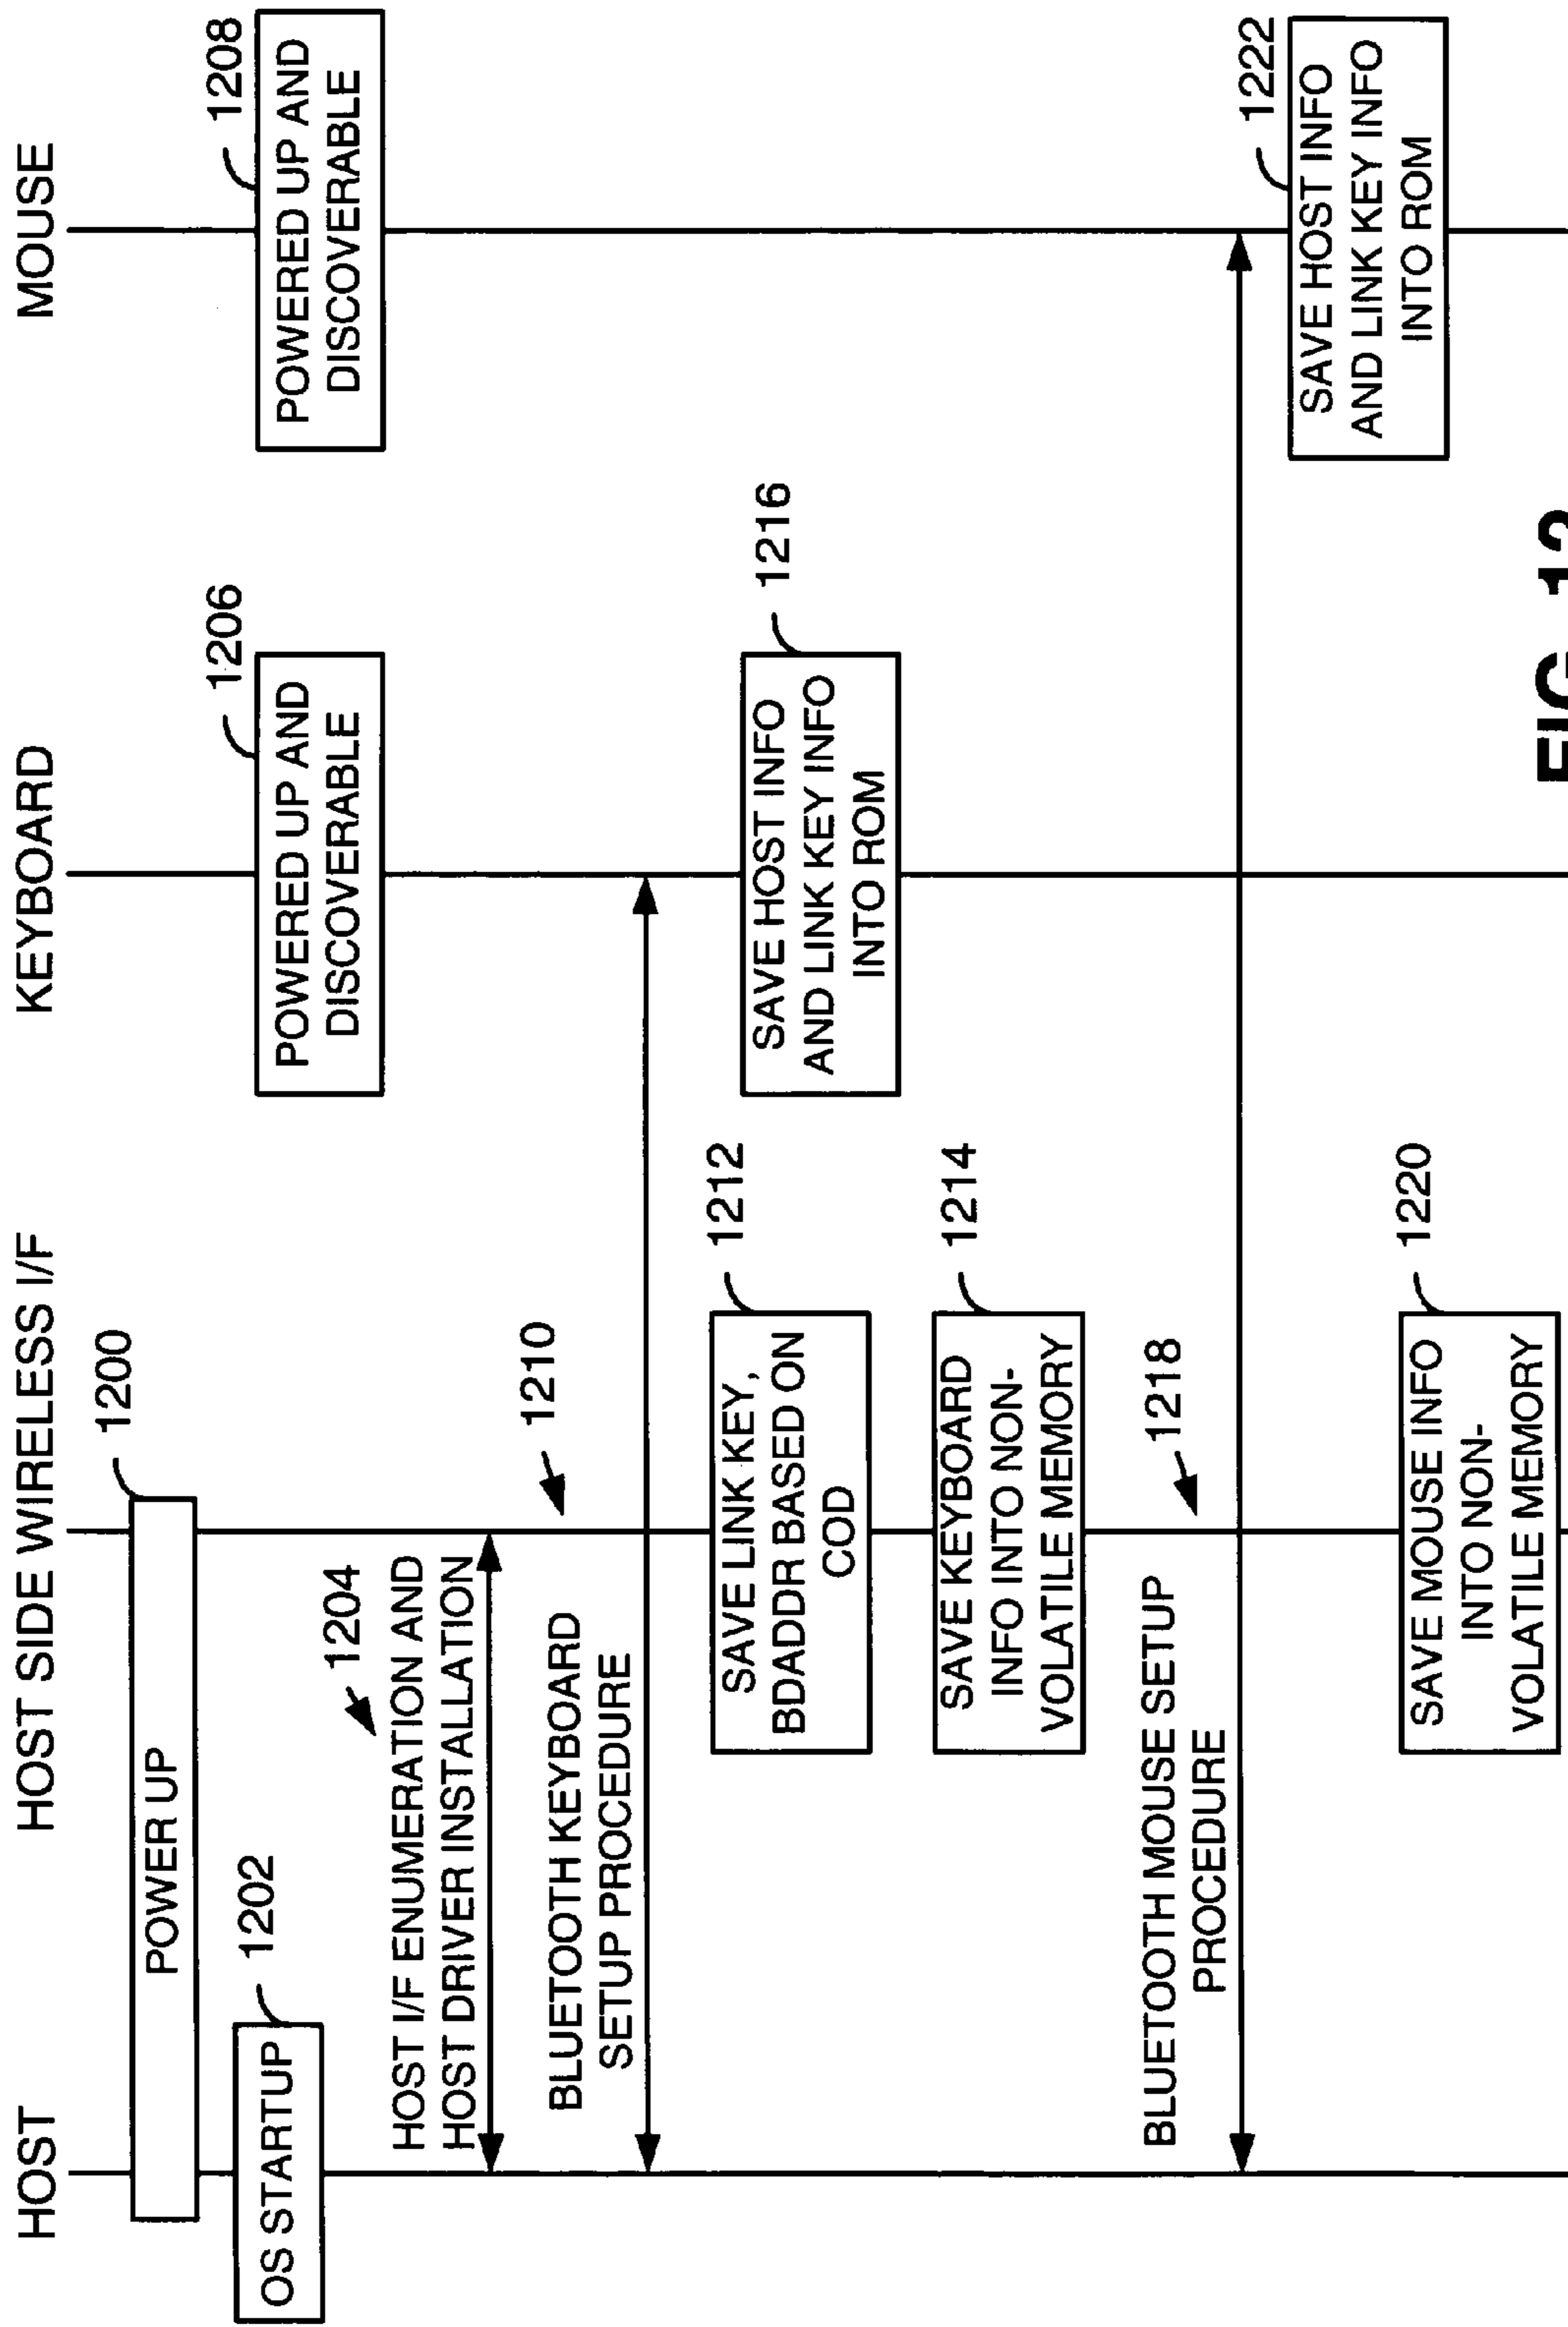 HOST
HOST SIDE WIRELESS I/F
KEYBOARD
MOUSE
1200
POWER UP
1202
OS STARTUP
1206
POWERED UP AND
DISCOVERABLE
1208
POWERED UP AND
DISCOVERABLE
1204
HOST I/F ENUMERATION AND
HOST DRIVER INSTALLATION
1210
BLUETOOTH KEYBOARD
SETUP PROCEDURE
1212
SAVE LINK KEY,
BDADDR BASED ON
COD
1216
SAVE HOST INFO
AND LINK KEY INFO
INTO ROM
1214
SAVE KEYBOARD
INFO INTO NON-
VOLATILE MEMORY
1218
BLUETOOTH MOUSE SETUP
PROCEDURE
1222
SAVE HOST INFO
AND LINK KEY INFO
INTO ROM
1220
SAVE MOUSE INFO
INTO NON-
VOLATILE MEMORY